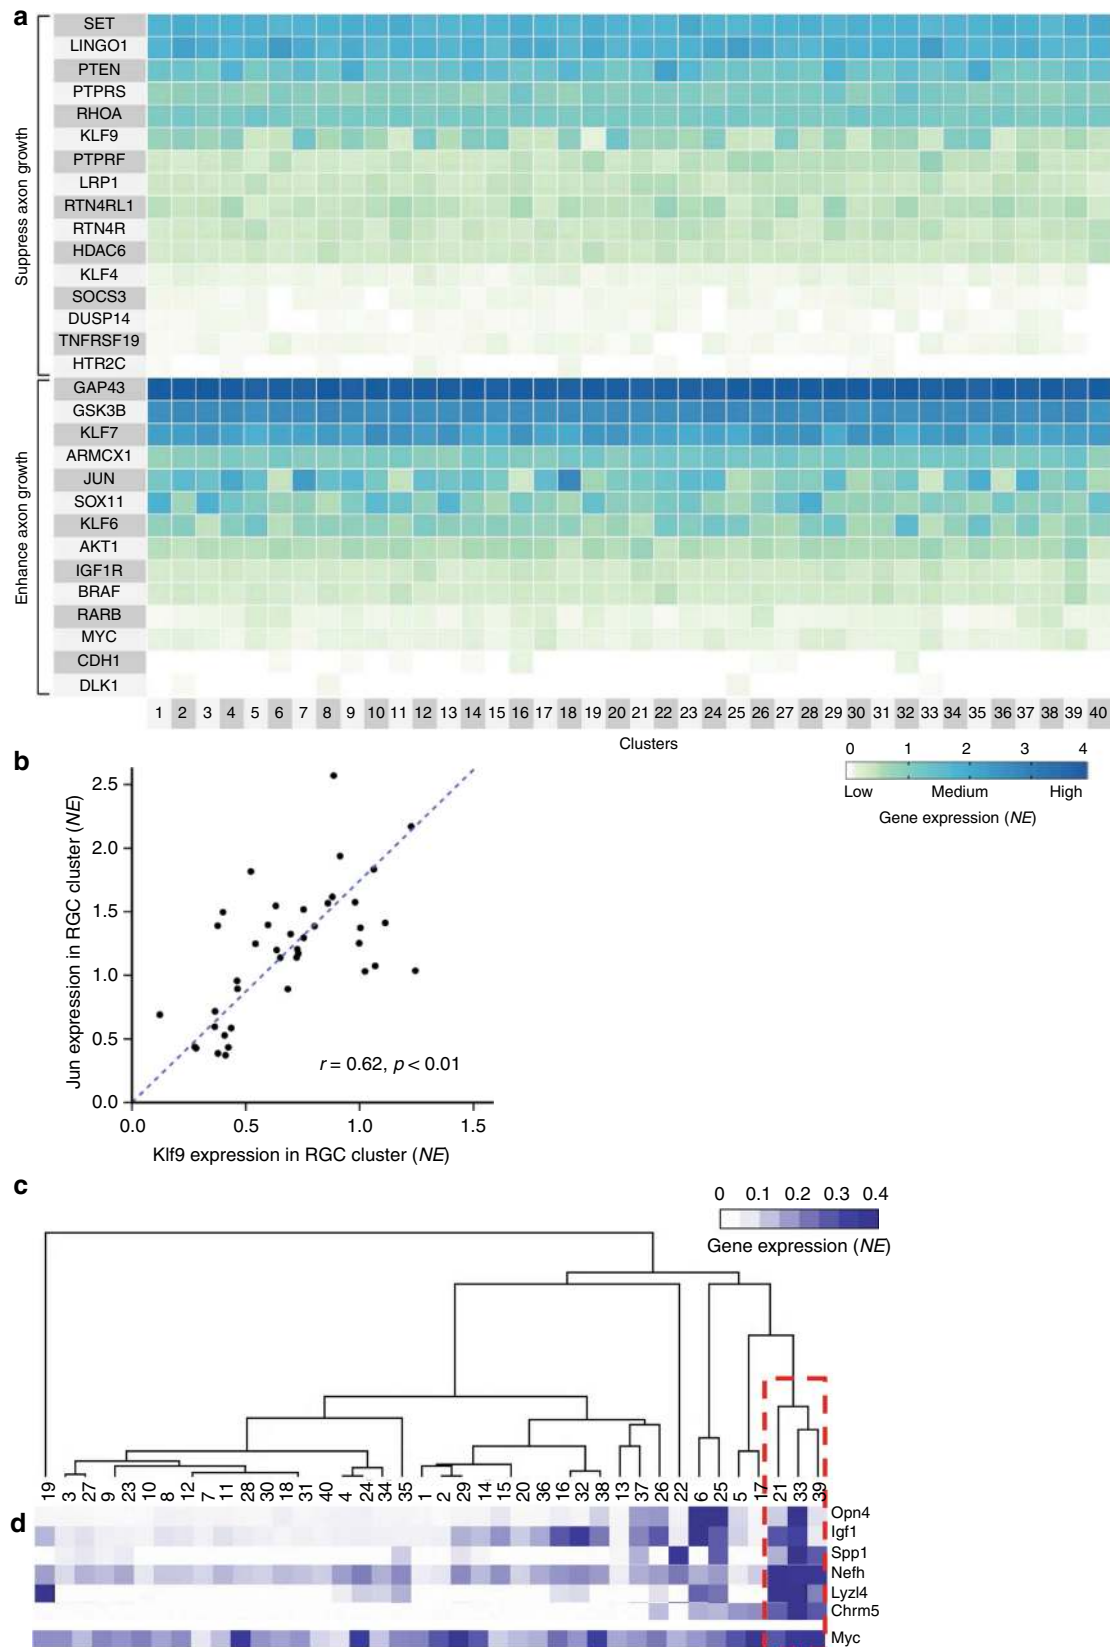 a
Suppress axon growth
SET
LINGO1
PTEN
PTPRS
RHOA
KLF9
PTPRF
LRP1
RTN4RL1
RTN4R
HDAC6
KLF4
SOCS3
DUSP14
TNFRSF19
HTR2C
Enhance axon growth
GAP43
GSK3B
KLF7
ARMCX1
JUN
SOX11
KLF6
AKT1
IGF1R
BRAF
RARB
MYC
CDH1
DLK1
1 2 3 4 5 6 7 8 9 10 11 12 13 14 15 16 17 18 19 20 21 22 23 24 25 26 27 28 29 30 31 32 33 34 35 36 37 38 39 40
Clusters
0 1 2 3 4
Low Medium High
Gene expression (NE)
b
Jun expression in RGC cluster (NE)
2.5
2.0
1.5
1.0
0.5
0.0
r = 0.62, p < 0.01
0.0 0.5 1.0 1.5
Klf9 expression in RGC cluster (NE)
c
0 0.1 0.2 0.3 0.4
Gene expression (NE)
19 3 27 9 23 10 8 12 7 11 28 30 18 31 40 4 24 34 35 1 2 29 14 15 20 36 16 32 38 13 37 26 22 6 25 5 17 21 33 39
d
Opn4
Igf1
Spp1
Nefh
Lyzl4
Chrm5
Myc